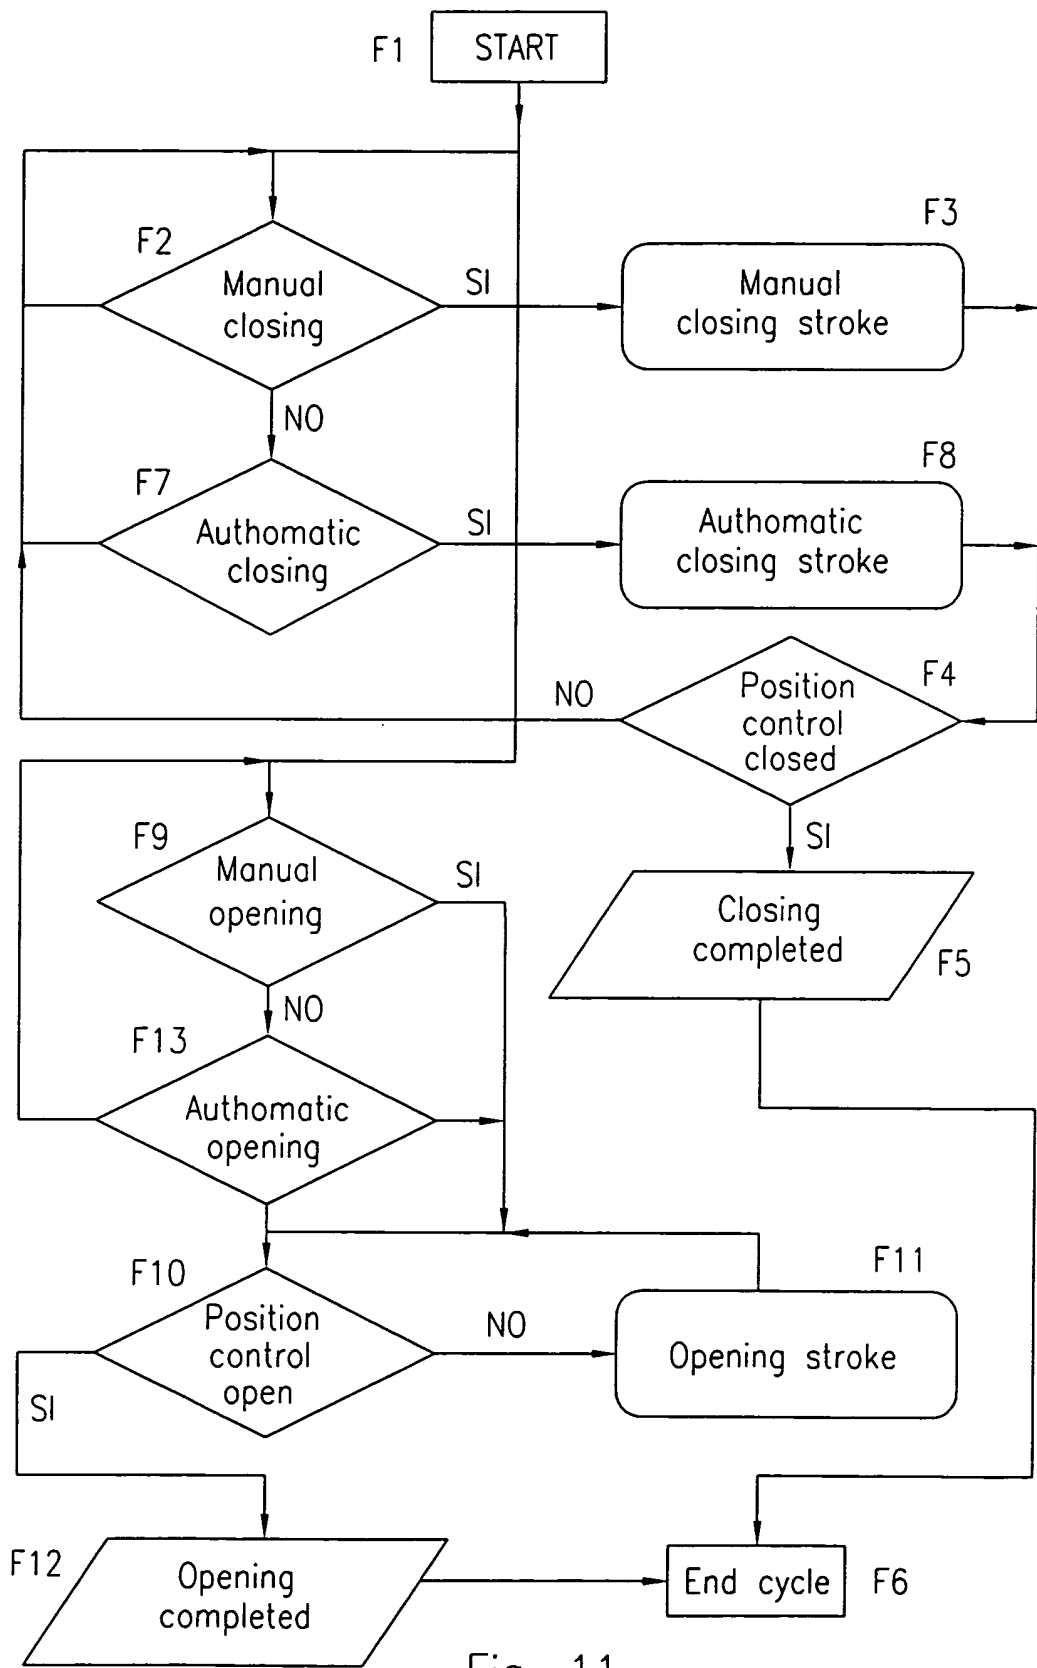 F1
START
F2
Manual
closing
SI
F3
Manual
closing stroke
NO
F7
Authomatic
closing
SI
F8
Authomatic
closing stroke
NO
F4
Position
control
closed
SI
F9
Manual
opening
SI
Closing
completed
F5
NO
F13
Authomatic
opening
F10
Position
control
open
NO
F11
Opening stroke
SI
F12
Opening
completed
End cycle
F6
Fig. 11